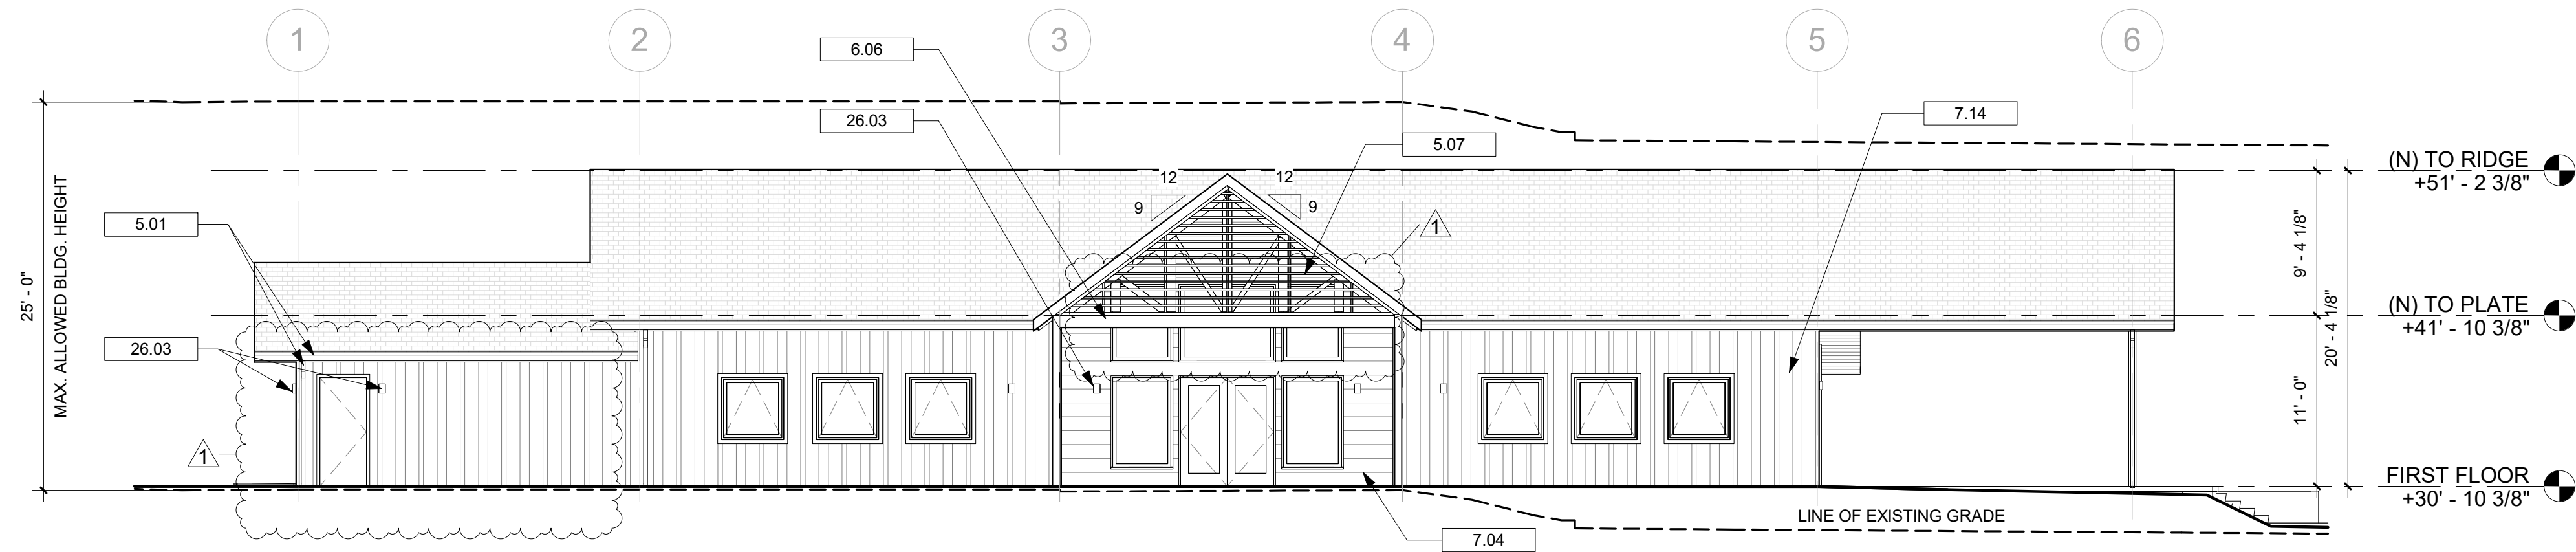 1
2
3
4
5
6
6.06
26.03
5.07
7.14
12
12
9
9
1
(N) TO RIDGE
+51' - 2 3/8"
5.01
26.03
25' - 0"
MAX. ALLOWED BLDG. HEIGHT
9' - 4 1/8"
20' - 4 1/8"
(N) TO PLATE
+41' - 10 3/8"
11' - 0"
1
FIRST FLOOR
+30' - 10 3/8"
LINE OF EXISTING GRADE
7.04